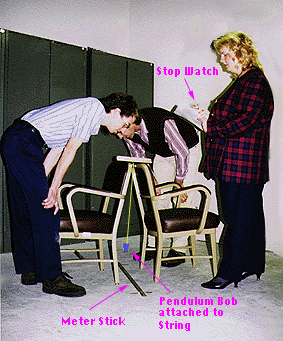 Stop Watch
Pendulum Bob
attached to
String
Meter Stick